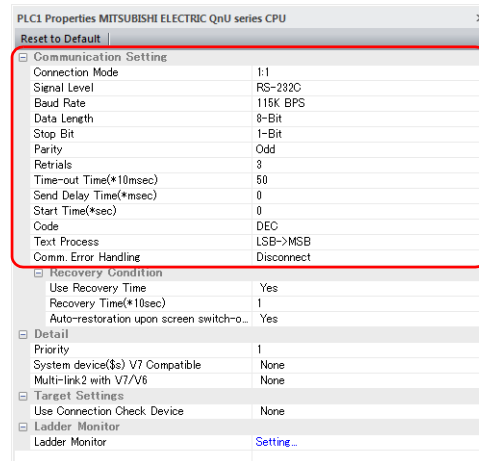 PLC1 Properties MITSUBISHI ELECTRIC QnU series CPU
Reset to Default
Communication Setting
Connection Mode 1:1
Signal Level RS-232C
Baud Rate 115K BPS
Data Length 8-Bit
Stop Bit 1-Bit
Parity Odd
Retrials 3
Time-out Time(*10msec) 50
Send Delay Time(*msec) 0
Start Time(*sec) 0
Code DEC
Text Process LSB->MSB
Comm. Error Handling Disconnect
Recovery Condition
Use Recovery Time Yes
Recovery Time(*10sec) 1
Auto-restoration upon screen switch-o... Yes
Detail
Priority 1
System device($s) V7 Compatible None
Multi-link2 with V7/V6 None
Target Settings
Use Connection Check Device None
Ladder Monitor
Ladder Monitor Setting...